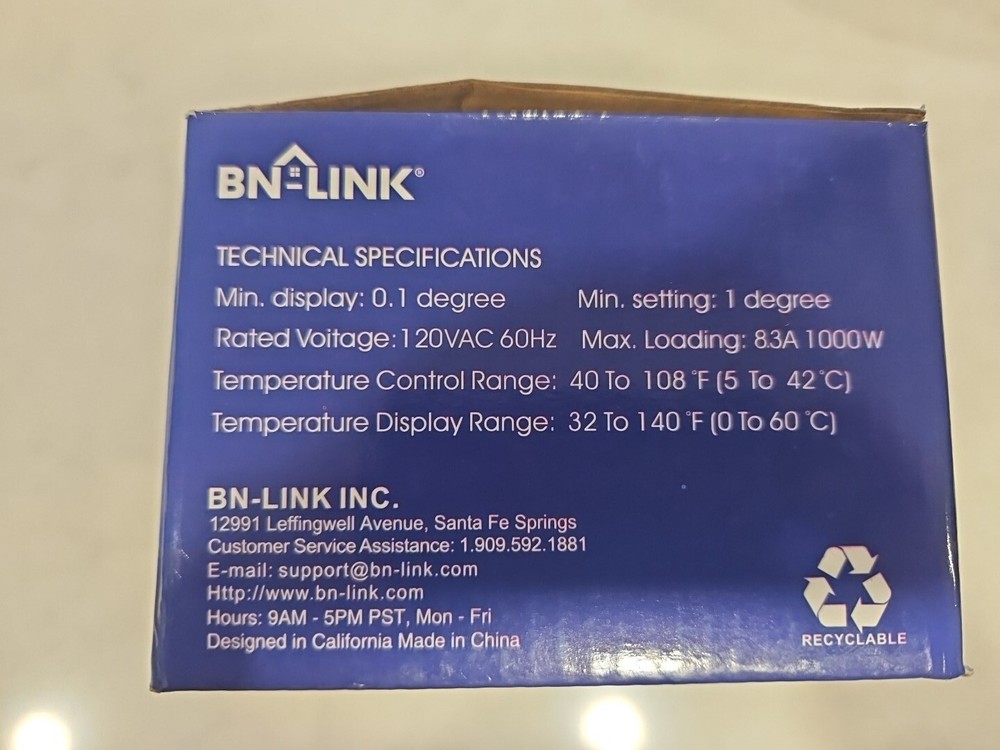 BN-LINK®
TECHNICAL SPECIFICATIONS
Min. display: 0.1 degree Min. setting: 1 degree
Rated Voitage: 120VAC 60Hz Max. Loading: 8.3A 1000W
Temperature Control Range: 40 To 108 °F (5 To 42°C)
Temperature Display Range: 32 To 140 °F (0 To 60 °C)
BN-LINK INC.
12991 Leffingwell Avenue, Santa Fe Springs
Customer Service Assistance: 1.909.592.1881
E-mail: support@bn-link.com
Http://www.bn-link.com
Hours: 9AM - 5PM PST, Mon - Fri
Designed in California Made in China
RECYCLABLE